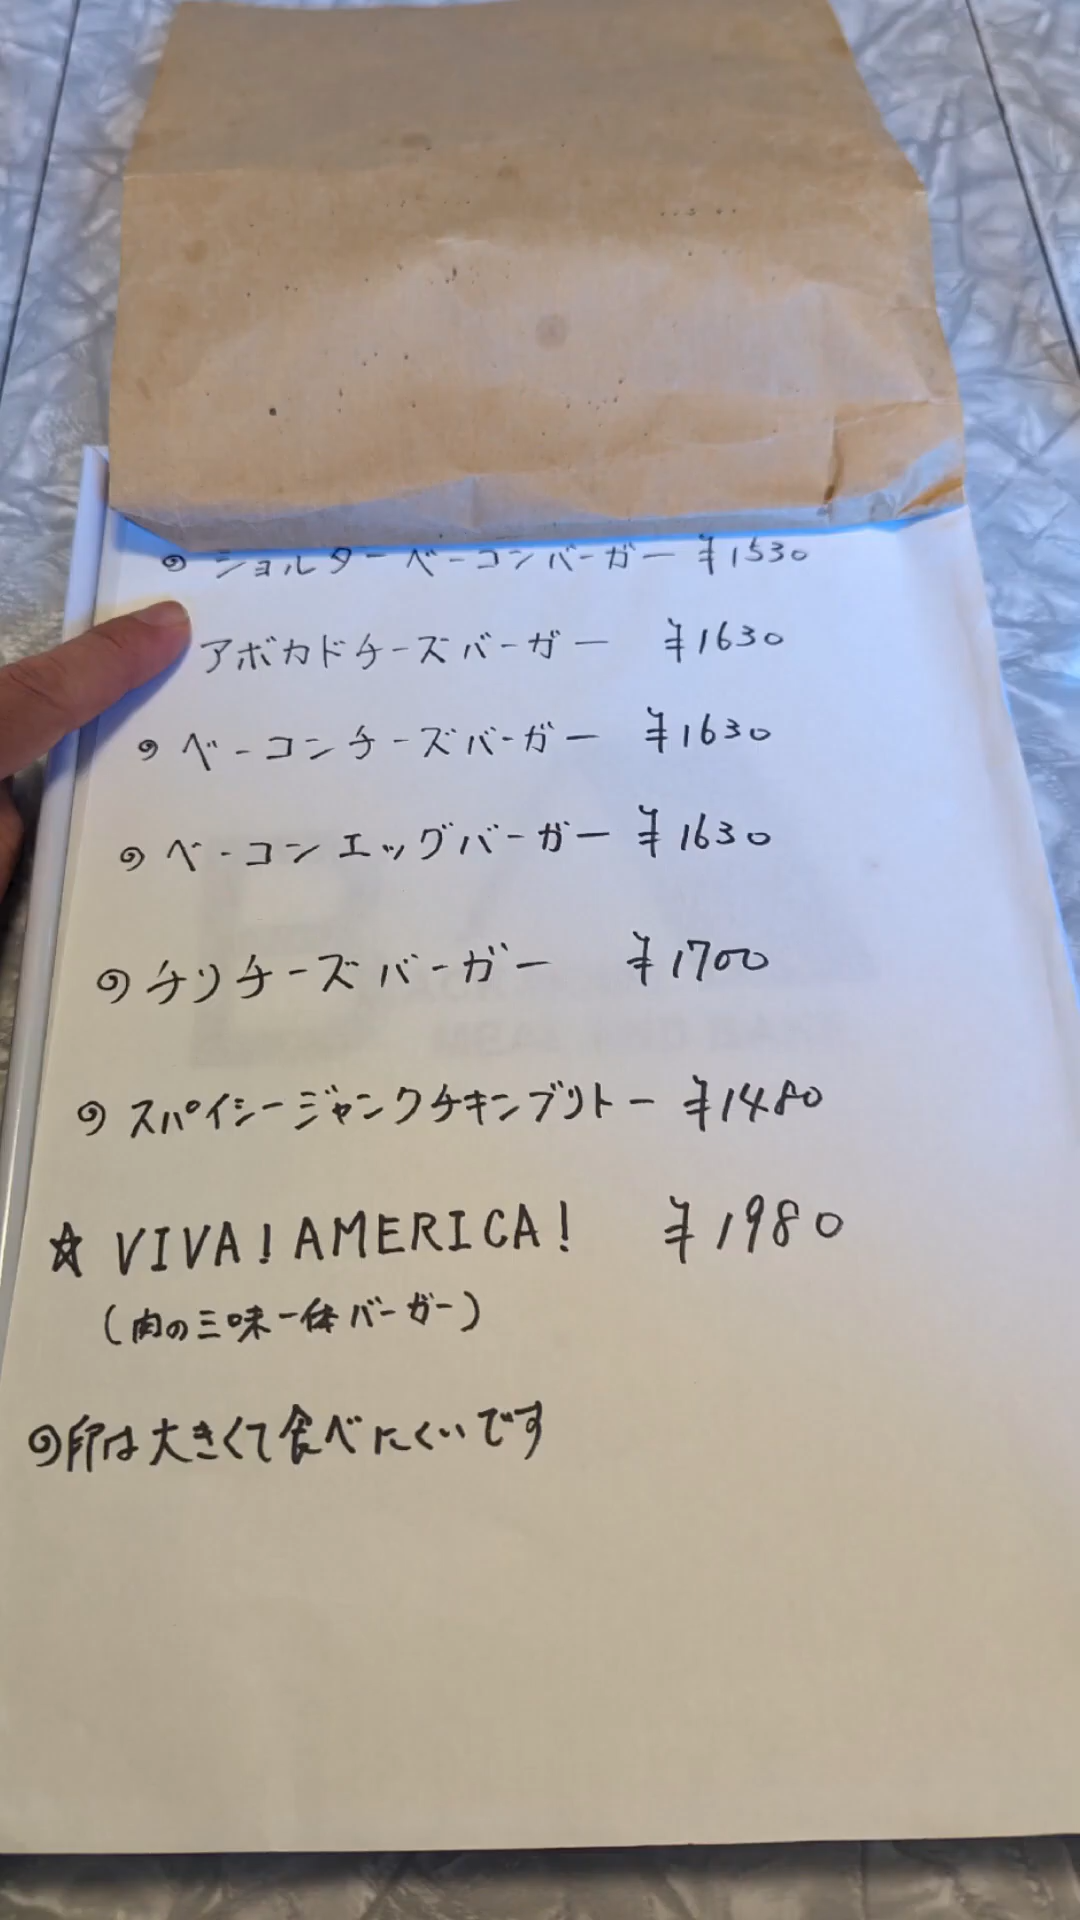 ◎ ショルダーベーコンバーガー ¥1530
アボカドチーズバーガー ¥1630
◎ ベーコンチーズバーガー ¥1630
◎ ベーコンエッグバーガー ¥1630
◎ チリチーズバーガー ¥1700
◎ スパイシージャンクチキンブリトー ¥1480
☆ VIVA! AMERICA! ¥1980
(肉の三味一体バーガー)
◎印は大きくて食べにくいです